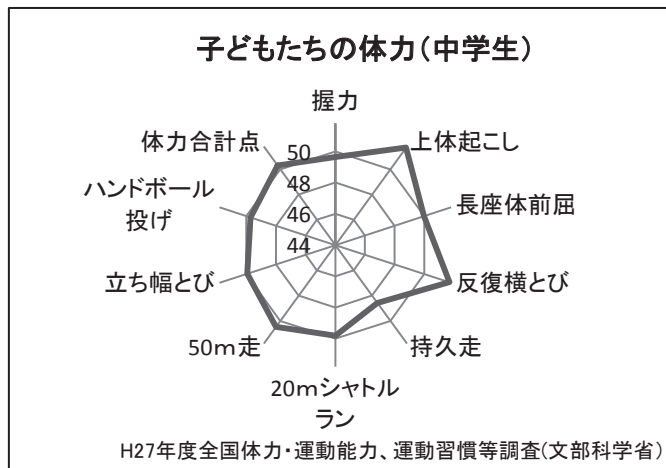 子どもたちの体力(中学生)
握力
上体起こし
長座体前屈
反復横とび
持久走
20mシャトル
ラン
50m走
立ち幅とび
ハンドボール
投げ
体力合計点
50
48
46
44
H27年度全国体力・運動能力、運動習慣等調査(文部科学省)